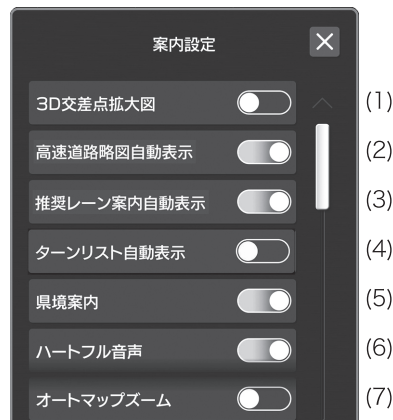 案内設定
3D交差点拡大図 (1)
高速道路略図自動表示 (2)
推奨レーン案内自動表示 (3)
ターンリスト自動表示 (4)
県境案内 (5)
ハートフル音声 (6)
オートマップズーム (7)